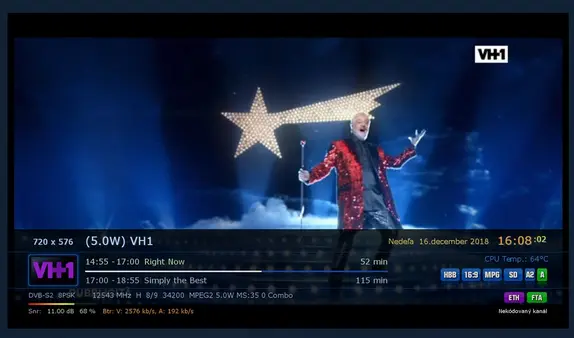 VH1
720 x 576
(5.0W) VH1
Nedeľa 16.december 2018
16:08:02
CPU Temp.: 64°C
VH1
14:55 -17:00 Right Now 52 min
HBB 16:9 MPG SD A2 A
17:00 -18:55 Simply the Best 115 min
DVB-S2 8PSK 12543 MHz H 8/9 34200 MPEG2 5.0W MS:35 0 Combo
ETH FTA
Snr: 11.00 dB 68 % Btr: V: 2576 kb/s, A: 192 kb/s
Nekódovaný kanál